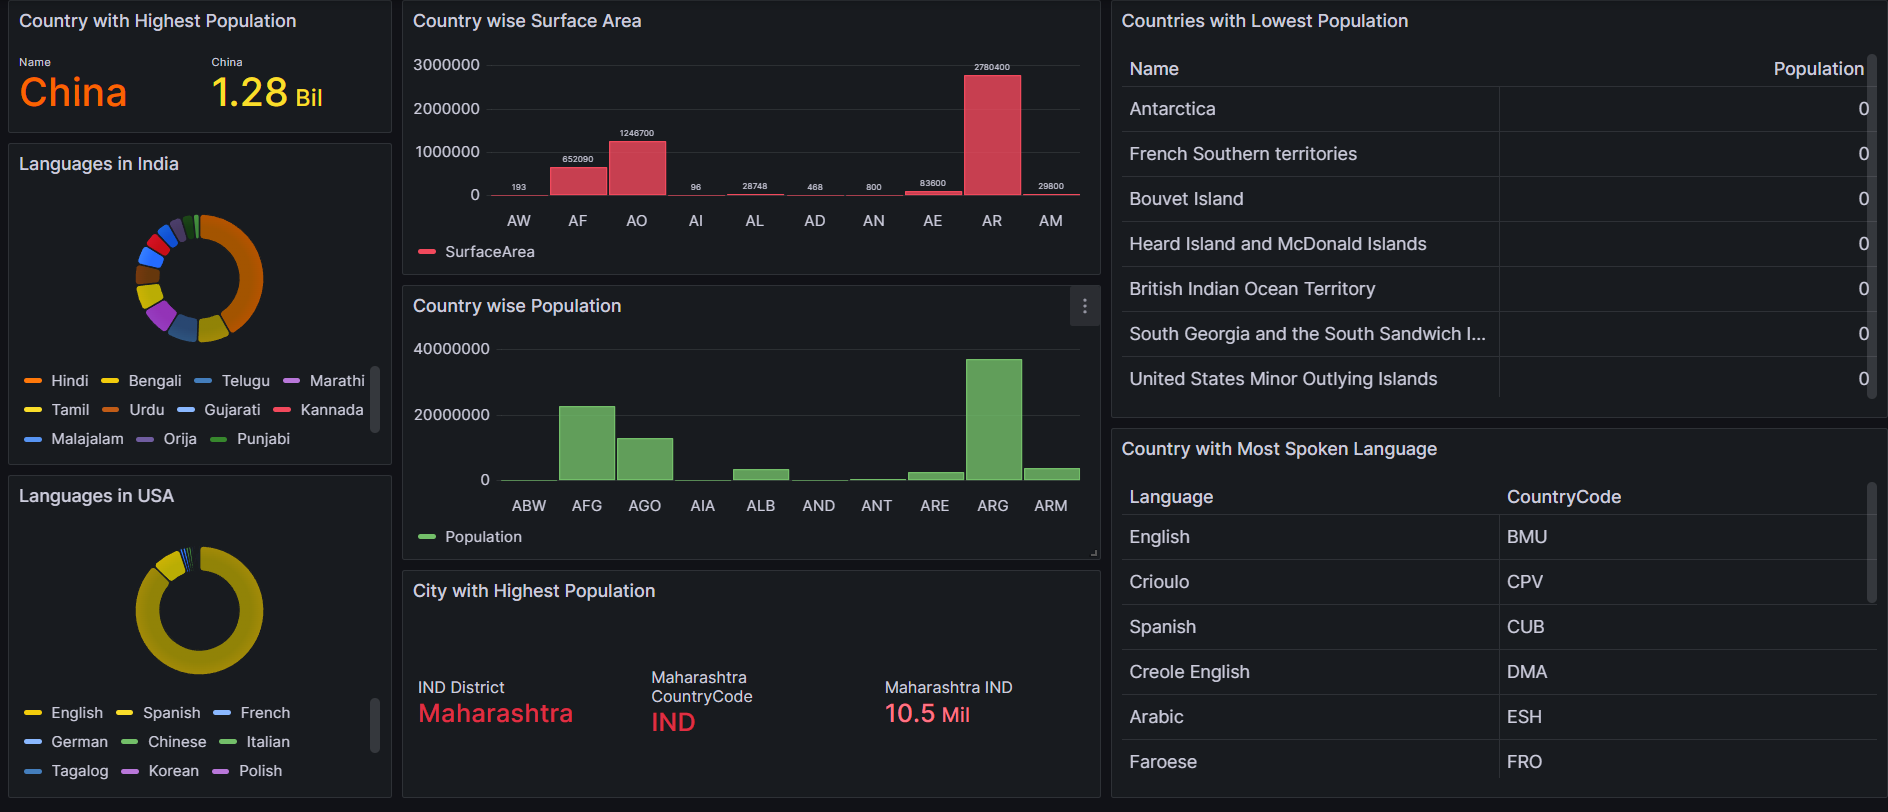 Country with Highest Population
Name
China
China
1.28 Bil
Languages in India
Hindi Bengali Telugu Marathi
Tamil Urdu Gujarati Kannada
Malajalam Orija Punjabi
Languages in USA
English Spanish French
German Chinese Italian
Tagalog Korean Polish
Country wise Surface Area
3000000
2000000
1000000
0
193 652090 1246700 96 28748 468 800 83600 2780400 29800
AW AF AO AI AL AD AN AE AR AM
SurfaceArea
Country wise Population
40000000
20000000
0
ABW AFG AGO AIA ALB AND ANT ARE ARG ARM
Population
City with Highest Population
IND District
Maharashtra
Maharashtra
CountryCode
IND
Maharashtra IND
10.5 Mil
Countries with Lowest Population
Name Population
Antarctica 0
French Southern territories 0
Bouvet Island 0
Heard Island and McDonald Islands 0
British Indian Ocean Territory 0
South Georgia and the South Sandwich I... 0
United States Minor Outlying Islands 0
Country with Most Spoken Language
Language CountryCode
English BMU
Crioulo CPV
Spanish CUB
Creole English DMA
Arabic ESH
Faroese FRO